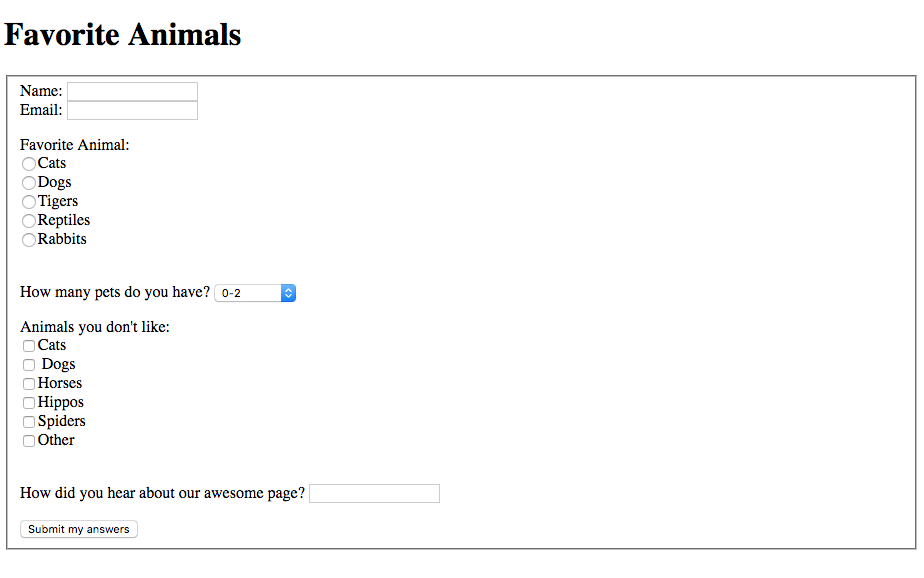 Favorite Animals
Name:
Email:
Favorite Animal:
Cats
Dogs
Tigers
Reptiles
Rabbits
How many pets do you have? 0-2
Animals you don't like:
Cats
Dogs
Horses
Hippos
Spiders
Other
How did you hear about our awesome page?
Submit my answers